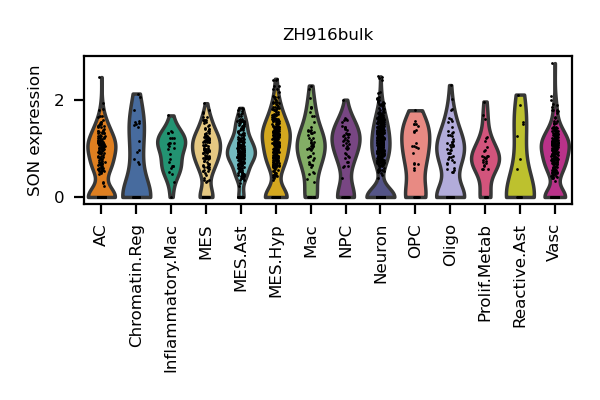 ZH916bulk
SON expression
2
0
AC
Chromatin.Reg
Inflammatory.Mac
MES
MES.Ast
MES.Hyp
Mac
NPC
Neuron
OPC
Oligo
Prolif.Metab
Reactive.Ast
Vasc